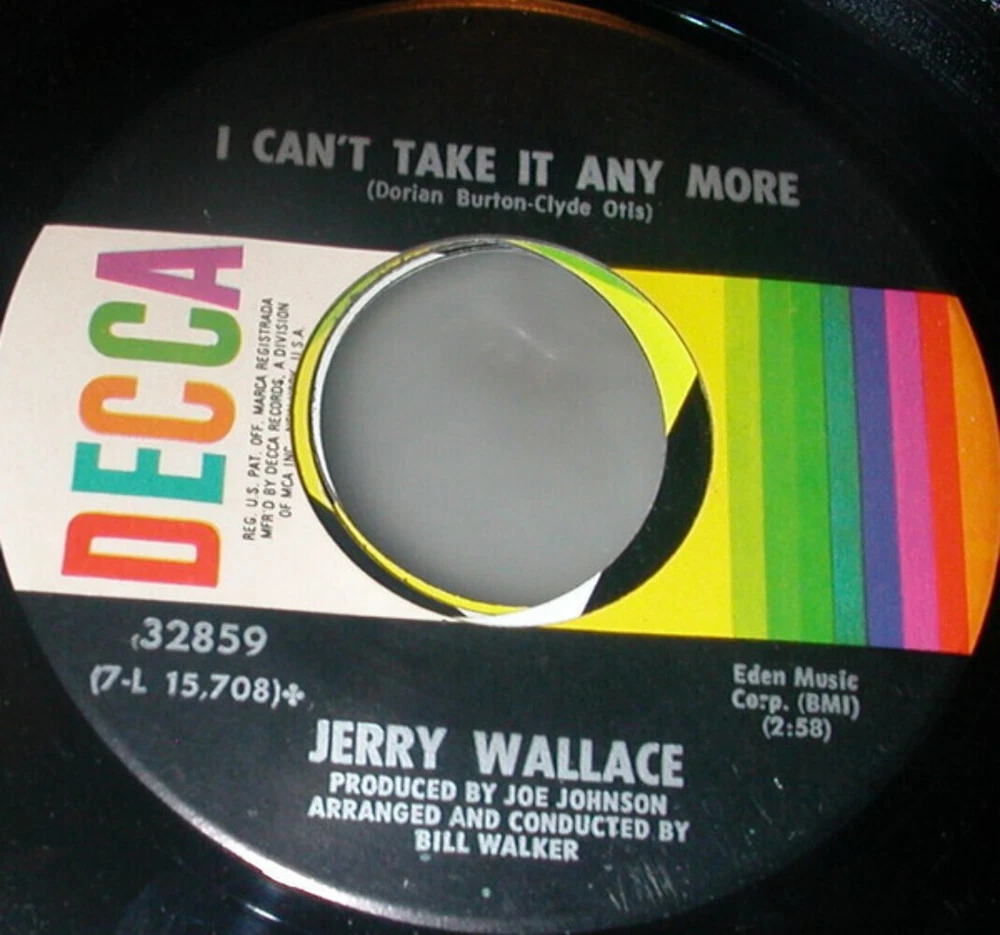 I CAN'T TAKE IT ANY MORE
(Dorian Burton-Clyde Otis)
DECCA
REG. U.S. PAT. OFF. MARCA REGISTRADA
MFR'D BY DECCA RECORDS, A DIVISION
OF MCA INC., U.S.A.
32859
(7-L 15,708)✤
Eden Music
Corp. (BMI)
(2:58)
JERRY WALLACE
PRODUCED BY JOE JOHNSON
ARRANGED AND CONDUCTED BY
BILL WALKER